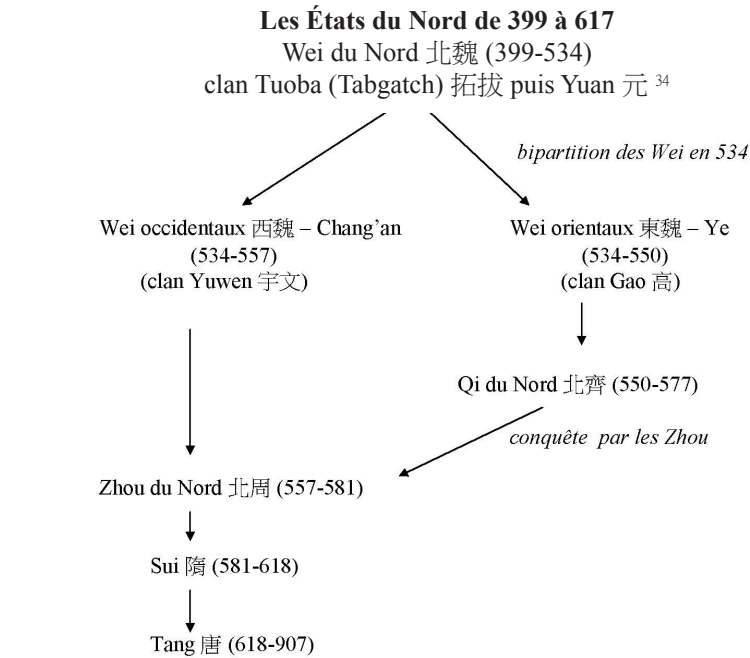 Les États du Nord de 399 à 617
Wei du Nord 北魏 (399-534)
clan Tuoba (Tabgatch) 拓拔 puis Yuan 元 34
bipartition des Wei en 534
Wei occidentaux 西魏 – Chang’an
(534-557)
(clan Yuwen 宇文)
Wei orientaux 東魏 – Ye
(534-550)
(clan Gao 高)
Qi du Nord 北齊 (550-577)
conquête par les Zhou
Zhou du Nord 北周 (557-581)
Sui 隋 (581-618)
Tang 唐 (618-907)